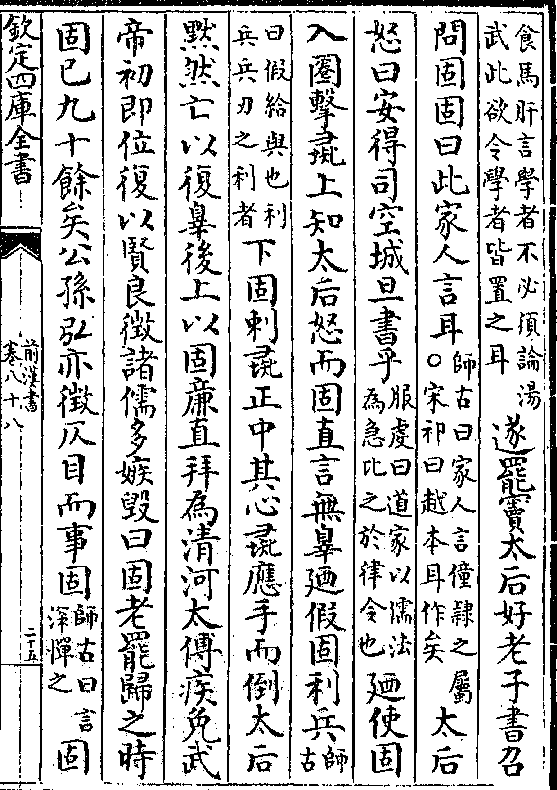 食馬肝言學者不必須論湯
武此欲令學者皆置之耳
遂罷竇太后好老子書召
問固固曰此家人言耳○師古曰家人言僮隸之屬
宋祁曰越本耳作矣
太后
怒曰安得司空城旦書乎服虔曰道家以儒法
為急比之於律令也
廼使固
入圈擊彘上知太后怒而固直言無辠廼假固利兵師古
曰假給與也利
兵兵刃之利者
下固刺彘正中其心彘應手而倒太后
默然亡以復辠後上以固廉直拜為清河太傅疾免武
帝初即位復以賢良徵諸儒多嫉毀曰固老罷歸之時
固已九十餘矣公孫弘亦徵仄目而事固師古曰言
深憚之
固
欽定四庫全書
前漢書
卷八十八
二十五